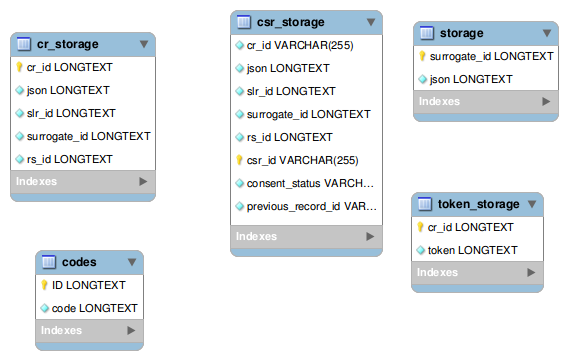 cr_storage
cr_id LONGTEXT
json LONGTEXT
slr_id LONGTEXT
surrogate_id LONGTEXT
rs_id LONGTEXT
Indexes
csr_storage
cr_id VARCHAR(255)
json LONGTEXT
slr_id LONGTEXT
surrogate_id LONGTEXT
rs_id LONGTEXT
csr_id VARCHAR(255)
consent_status VARCH...
previous_record_id VAR...
Indexes
storage
surrogate_id LONGTEXT
json LONGTEXT
Indexes
codes
ID LONGTEXT
code LONGTEXT
Indexes
token_storage
cr_id LONGTEXT
token LONGTEXT
Indexes